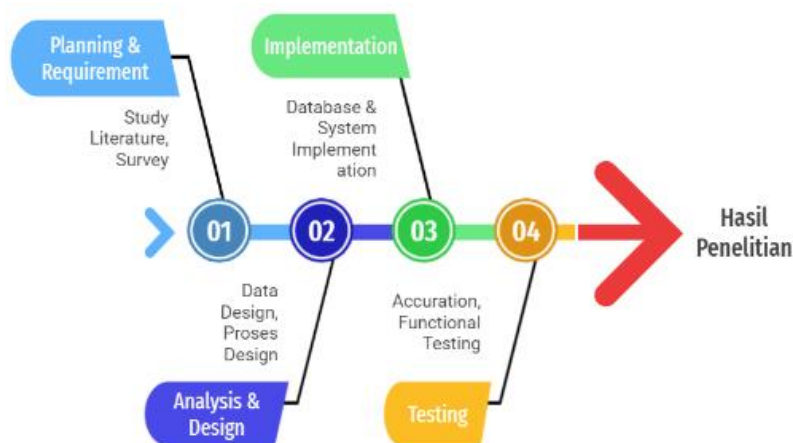 Planning &
Requirement
Study
Literature,
Survey
Implementation
Database &
System
Implement
ation
01
02
03
04
Hasil
Penelitian
Data
Design,
Proses
Design
Analysis &
Design
Accuration,
Functional
Testing
Testing